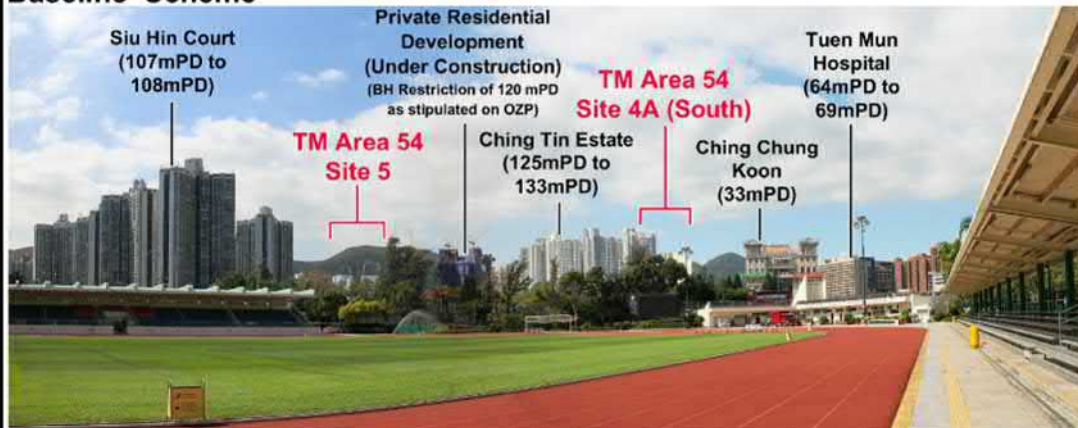 Baseline Scheme
Siu Hin Court
(107mPD to
108mPD)
TM Area 54
Site 5
Private Residential
Development
(Under Construction)
(BH Restriction of 120 mPD
as stipulated on OZP)
Ching Tin Estate
(125mPD to
133mPD)
TM Area 54
Site 4A (South)
Ching Chung
Koon
(33mPD)
Tuen Mun
Hospital
(64mPD to
69mPD)